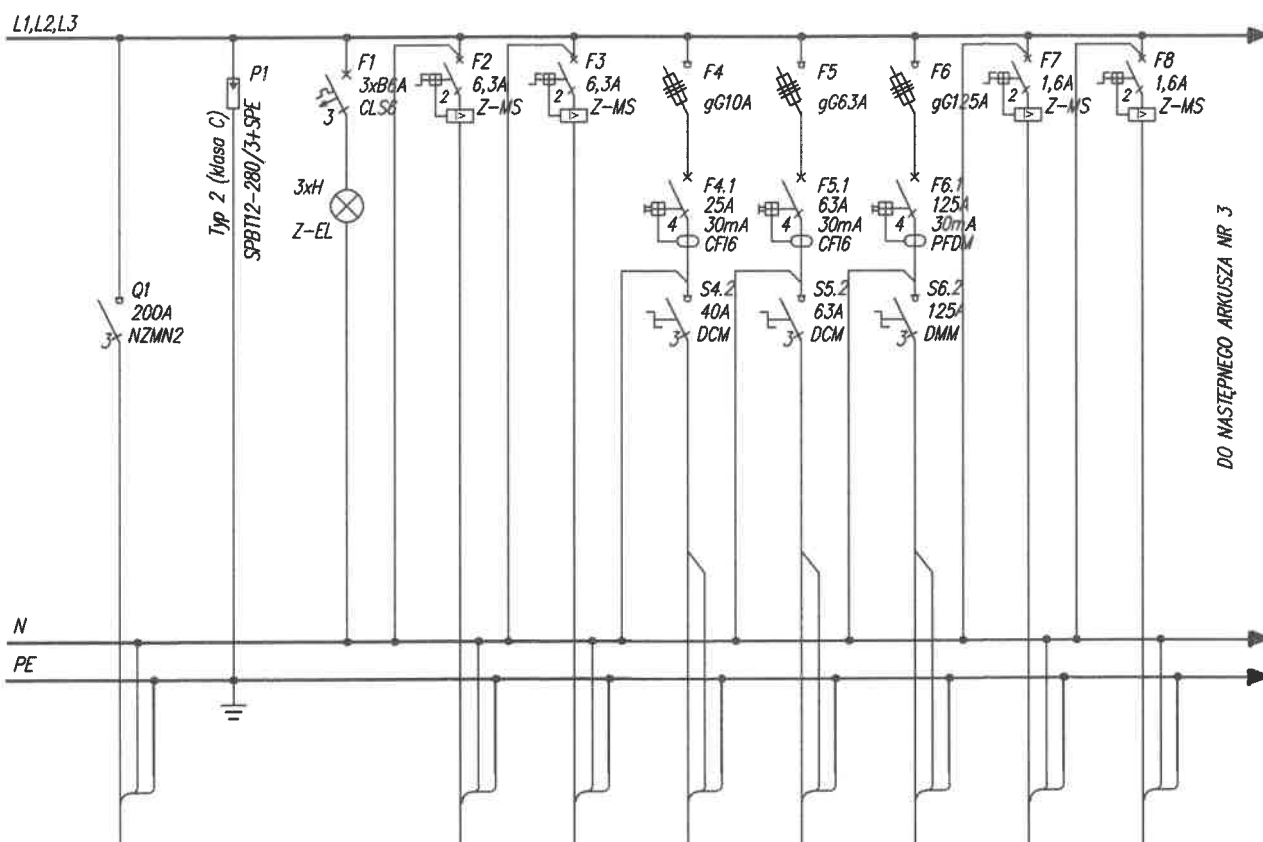 L1,L2,L3
P1
Typ 2 (klasa C)
SPBT12-280/3+SPE
F1
3xB6A
CLS6
3
3xH
Z-EL
F2
6,3A
2
Z-MS
F3
6,3A
2
Z-MS
F4
gG10A
F5
gG63A
F6
gG125A
F7
1,6A
2
Z-MS
F8
1,6A
2
Z-MS
F4.1
25A
30mA
4
CFI6
F5.1
63A
30mA
4
CFI6
F6.1
125A
30mA
4
PFDM
Q1
200A
3
NZMN2
S4.2
40A
3
DCM
S5.2
63A
3
DCM
S6.2
125A
3
DMM
DO NASTĘPNEGO ARKUSZA NR 3
N
PE